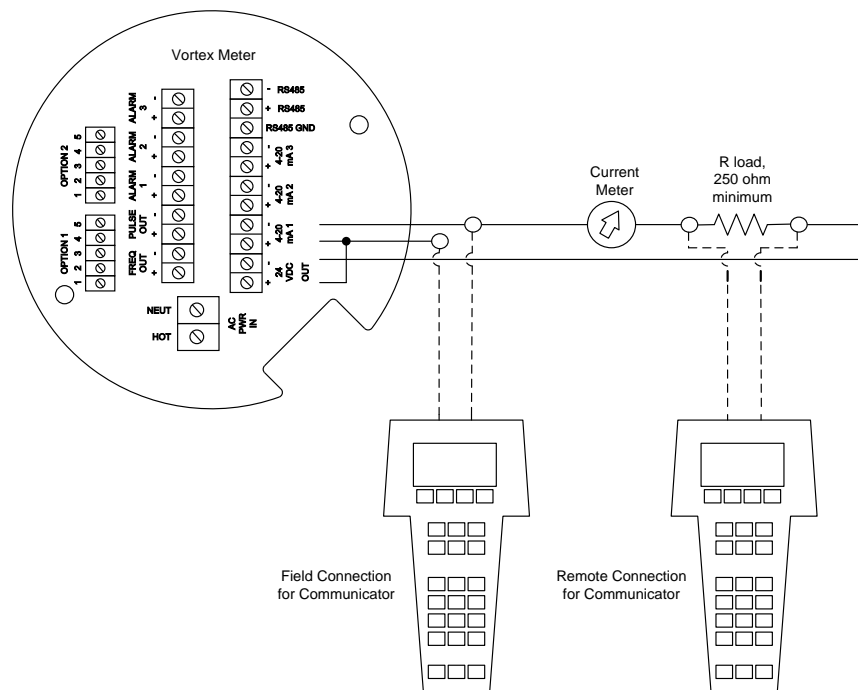 Vortex Meter
- RS485
+ RS485
RS485 GND
-
+
4-20
mA 3
-
+
4-20
mA 2
-
+
4-20
mA 1
-
+
24
VDC
OUT
ALARM
3
-
+
ALARM
2
-
+
ALARM
1
-
+
PULSE
OUT
-
+
FREQ
OUT
-
+
OPTION 2
5
4
3
2
1
OPTION 1
5
4
3
2
1
NEUT
HOT
AC
PWR
IN
Current
Meter
R load,
250 ohm
minimum
Field Connection
for Communicator
Remote Connection
for Communicator